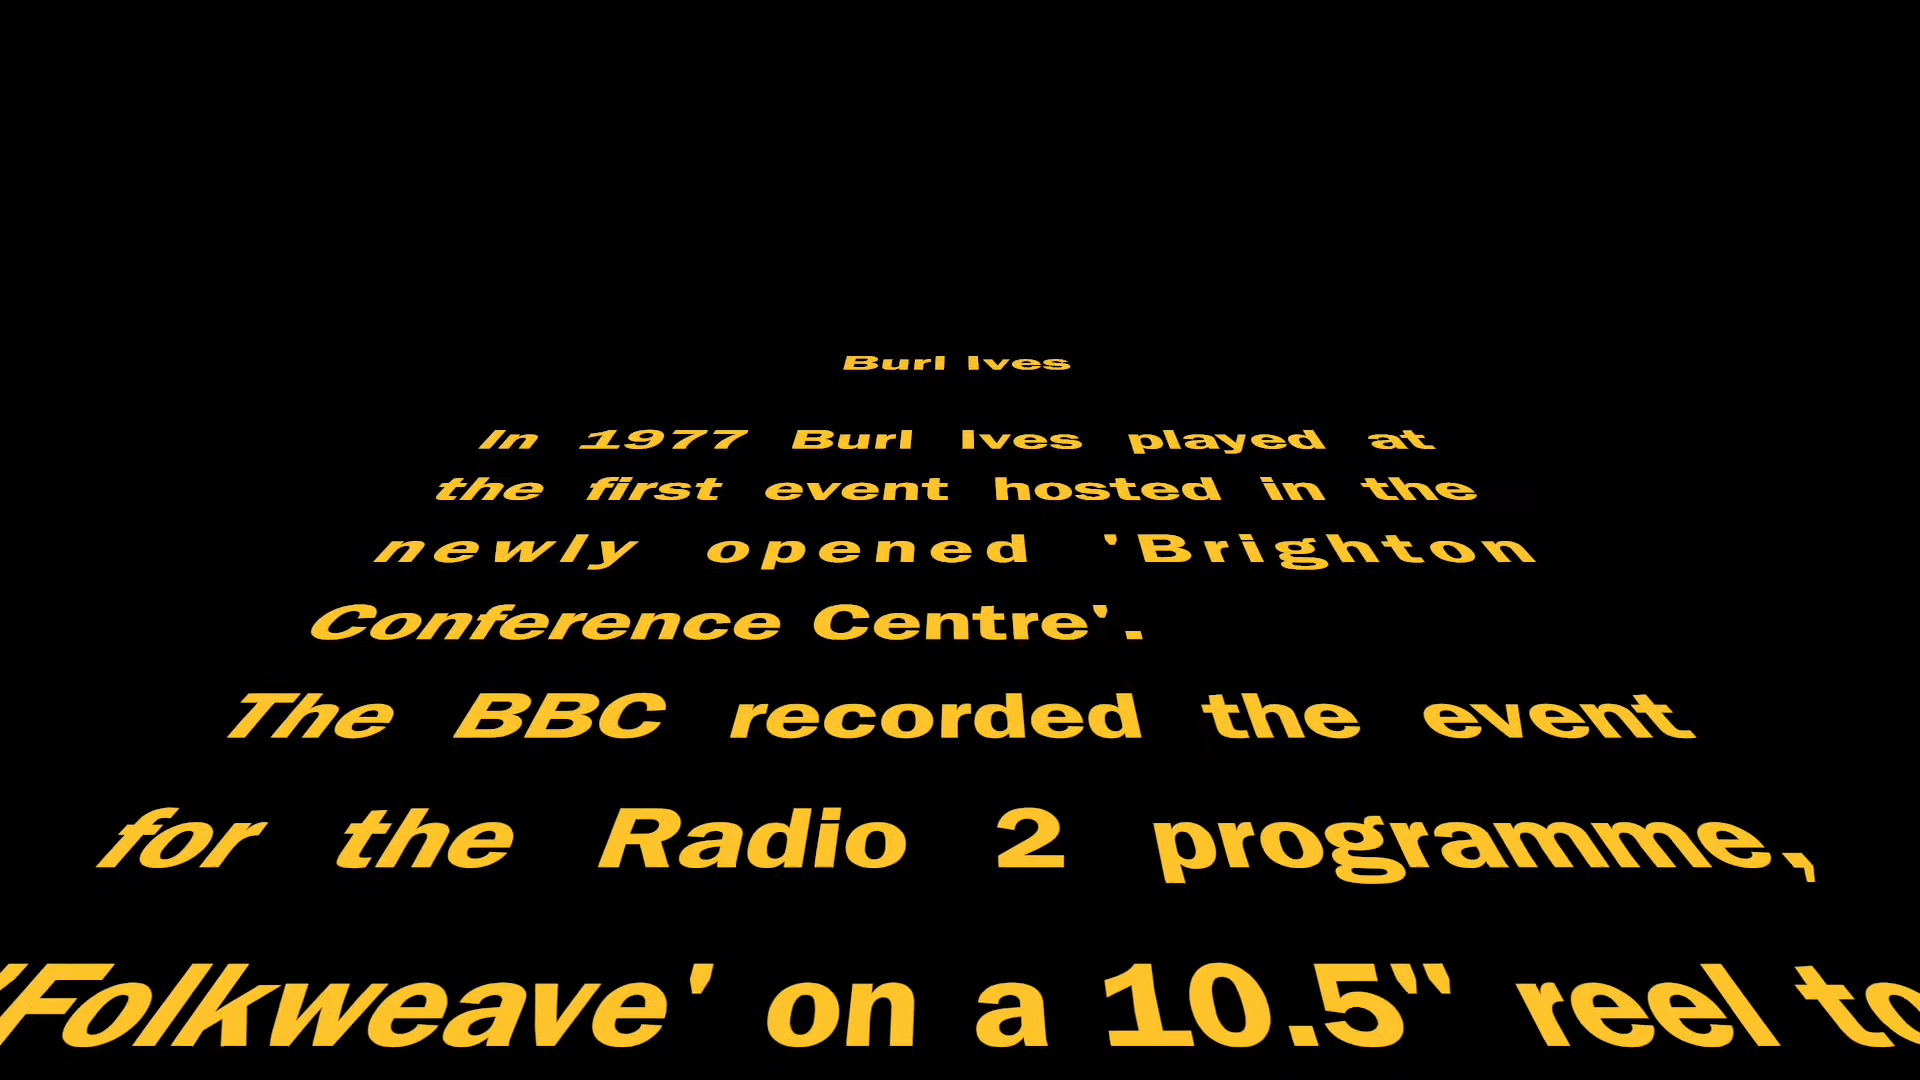 Burl Ives
In 1977 Burl Ives played at
the first event hosted in the
newly opened 'Brighton
Conference Centre'.
The BBC recorded the event
for the Radio 2 programme,
'Folkweave' on a 10.5" reel to